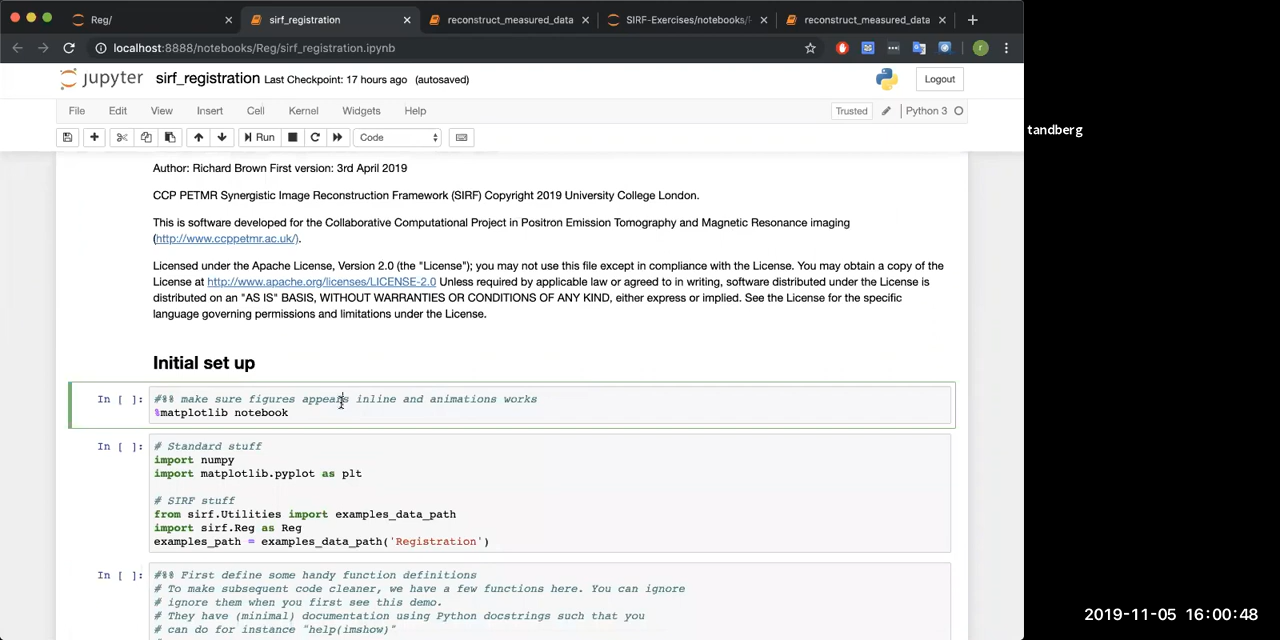 Reg/
sirf_registration
reconstruct_measured_data
SIRF-Exercises/notebooks/
reconstruct_measured_data
localhost:8888/notebooks/Reg/sirf_registration.ipynb
jupyter sirf_registration Last Checkpoint: 17 hours ago (autosaved)
Logout
File Edit View Insert Cell Kernel Widgets Help
Trusted
Python 3
Run
Code
tandberg
Author: Richard Brown First version: 3rd April 2019
CCP PETMR Synergistic Image Reconstruction Framework (SIRF) Copyright 2019 University College London.
This is software developed for the Collaborative Computational Project in Positron Emission Tomography and Magnetic Resonance imaging
(http://www.ccppetmr.ac.uk/).
Licensed under the Apache License, Version 2.0 (the "License"); you may not use this file except in compliance with the License. You may obtain a copy of the
License at http://www.apache.org/licenses/LICENSE-2.0 Unless required by applicable law or agreed to in writing, software distributed under the License is
distributed on an "AS IS" BASIS, WITHOUT WARRANTIES OR CONDITIONS OF ANY KIND, either express or implied. See the License for the specific
language governing permissions and limitations under the License.
Initial set up
In [ ]:
#%% make sure figures appears inline and animations works
%matplotlib notebook
In [ ]:
# Standard stuff
import numpy
import matplotlib.pyplot as plt
# SIRF stuff
from sirf.Utilities import examples_data_path
import sirf.Reg as Reg
examples_path = examples_data_path('Registration')
In [ ]:
#%% First define some handy function definitions
# To make subsequent code cleaner, we have a few functions here. You can ignore
# ignore them when you first see this demo.
# They have (minimal) documentation using Python docstrings such that you
# can do for instance "help(imshow)"
2019-11-05 16:00:48